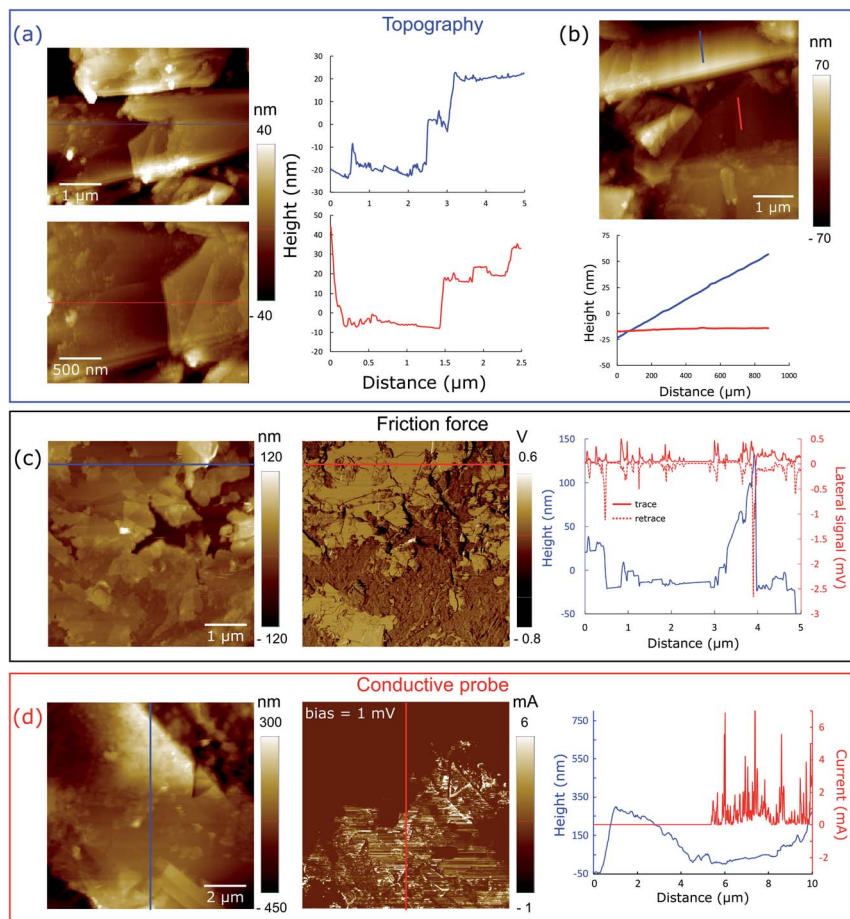 Topography
(a)
nm
40
- 40
1 µm
500 nm
Height (nm)
30
20
10
0
-10
-20
-30
0
1
2
3
4
5
50
40
30
20
10
0
-10
-20
0
0.5
1
1.5
2
2.5
Distance (µm)
(b)
nm
70
- 70
1 µm
Height (nm)
75
50
25
0
-25
-50
0
200
400
600
800
1000
Distance (µm)
Friction force
(c)
nm
120
- 120
1 µm
V
0.6
- 0.8
Height (nm)
150
100
50
0
-50
trace
retrace
0
1
2
3
4
5
Distance (µm)
0.5
0
-0.5
-1
-1.5
-2
-2.5
-3
Lateral signal (mV)
Conductive probe
(d)
nm
300
- 450
2 µm
bias = 1 mV
mA
6
- 1
Height (nm)
750
550
350
150
-50
0
2
4
6
8
10
Distance (µm)
6
4
2
0
-2
Current (mA)